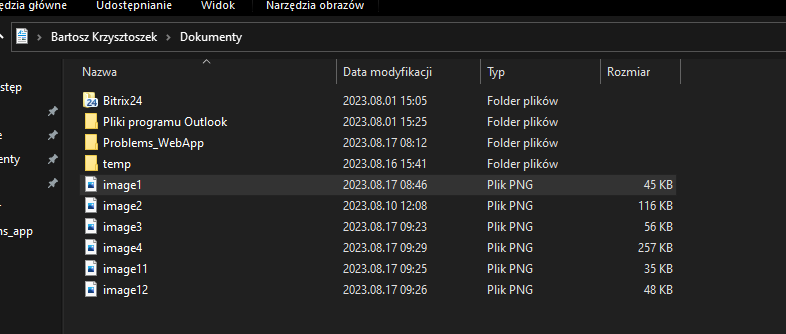 ędzia główne Udostępnianie Widok Narzędzia obrazów
Bartosz Krzysztoszek > Dokumenty
Nazwa Data modyfikacji Typ Rozmiar
stęp
24 Bitrix24 2023.08.01 15:05 Folder plików
Pliki programu Outlook 2023.08.01 15:25 Folder plików
e Problems_WebApp 2023.08.17 08:12 Folder plików
enty temp 2023.08.16 15:41 Folder plików
image1 2023.08.17 08:46 Plik PNG 45 KB
image2 2023.08.10 12:08 Plik PNG 116 KB
ns_app image3 2023.08.17 09:23 Plik PNG 56 KB
image4 2023.08.17 09:29 Plik PNG 257 KB
image11 2023.08.17 09:25 Plik PNG 35 KB
image12 2023.08.17 09:26 Plik PNG 48 KB